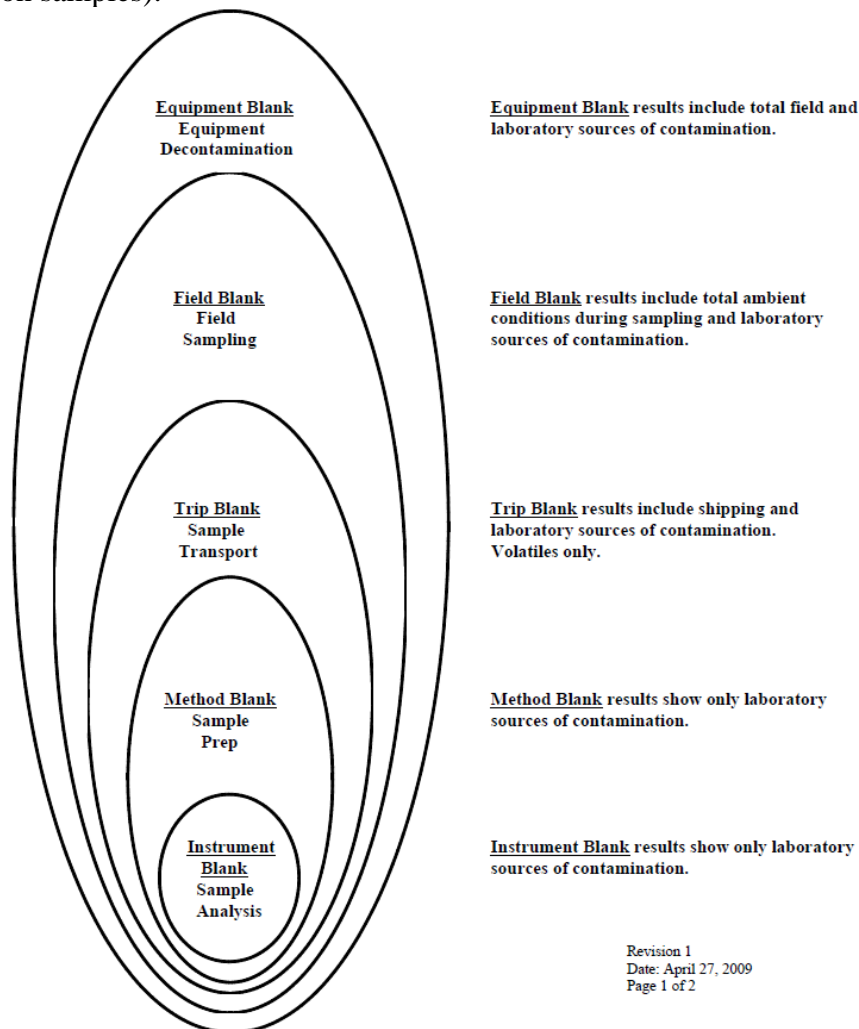 on samples).
Equipment Blank
Equipment
Decontamination
Equipment Blank results include total field and
laboratory sources of contamination.
Field Blank
Field
Sampling
Field Blank results include total ambient
conditions during sampling and laboratory
sources of contamination.
Trip Blank
Sample
Transport
Trip Blank results include shipping and
laboratory sources of contamination.
Volatiles only.
Method Blank
Sample
Prep
Method Blank results show only laboratory
sources of contamination.
Instrument
Blank
Sample
Analysis
Instrument Blank results show only laboratory
sources of contamination.
Revision 1
Date: April 27, 2009
Page 1 of 2